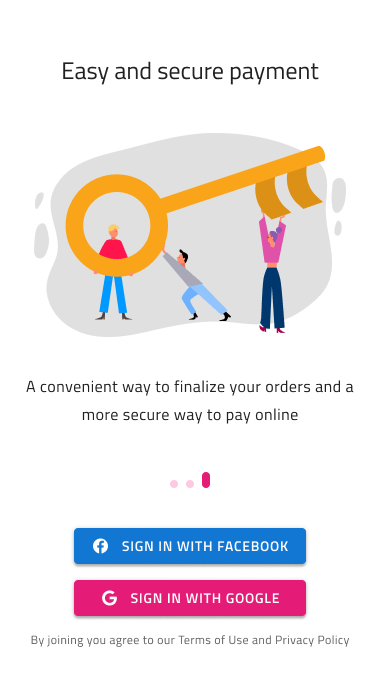 Easy and secure payment
A convenient way to finalize your orders and a
more secure way to pay online
SIGN IN WITH FACEBOOK
SIGN IN WITH GOOGLE
By joining you agree to our Terms of Use and Privacy Policy